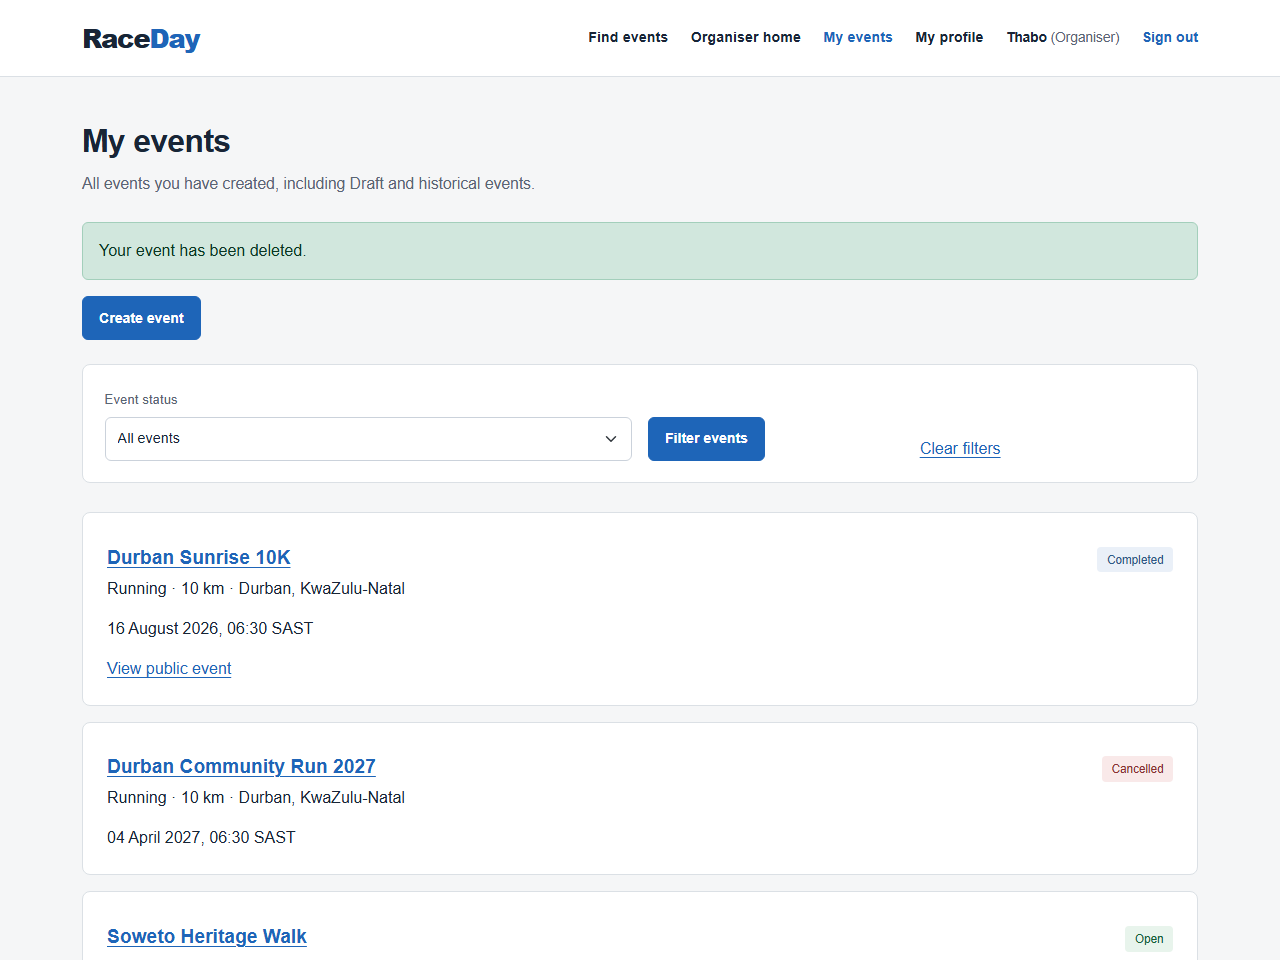 RaceDay
Find events
Organiser home
My events
My profile
Thabo (Organiser)
Sign out
My events
All events you have created, including Draft and historical events.
Your event has been deleted.
Create event
Event status
All events
Filter events
Clear filters
Durban Sunrise 10K
Completed
Running · 10 km · Durban, KwaZulu-Natal
16 August 2026, 06:30 SAST
View public event
Durban Community Run 2027
Cancelled
Running · 10 km · Durban, KwaZulu-Natal
04 April 2027, 06:30 SAST
Soweto Heritage Walk
Open